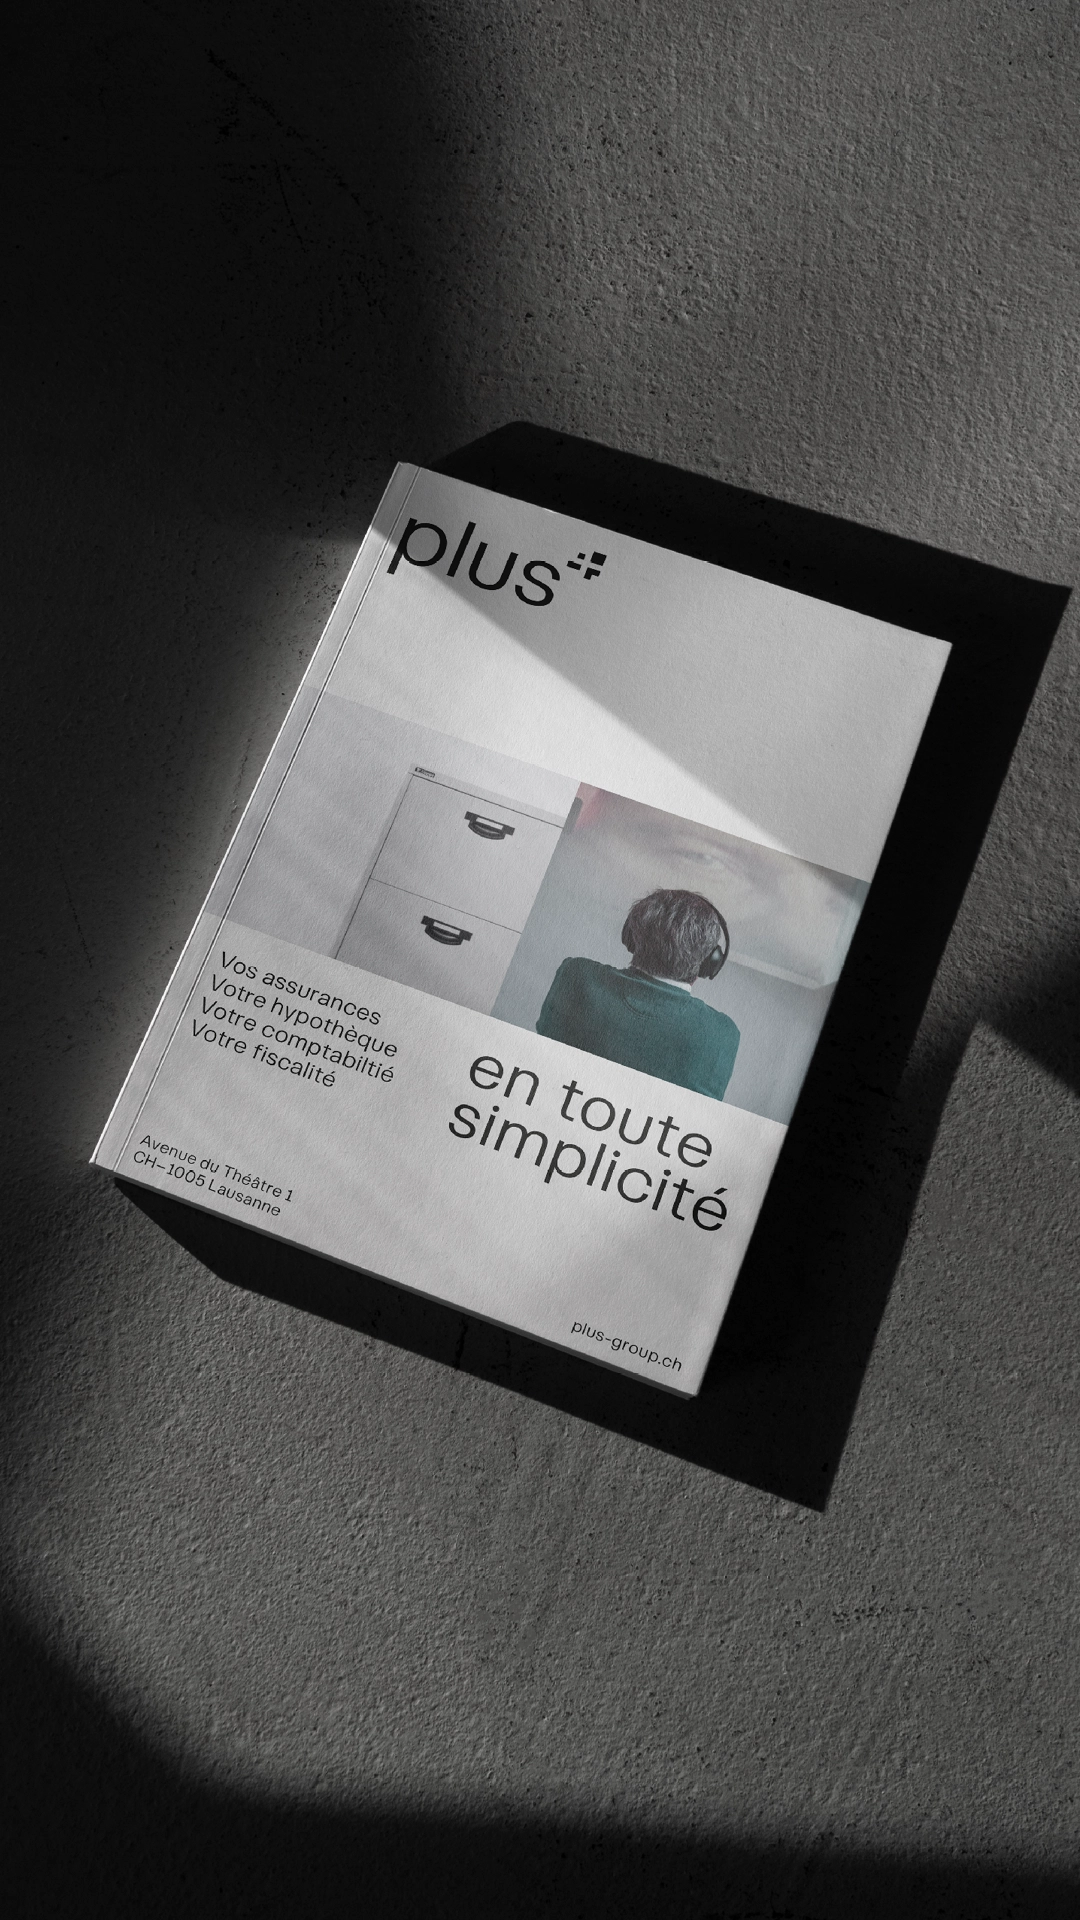 plus
Vos assurances
Votre hypothèque
Votre comptabiltié
Votre fiscalité
en toute
simplicité
Avenue du Théâtre 1
CH–1005 Lausanne
plus-group.ch